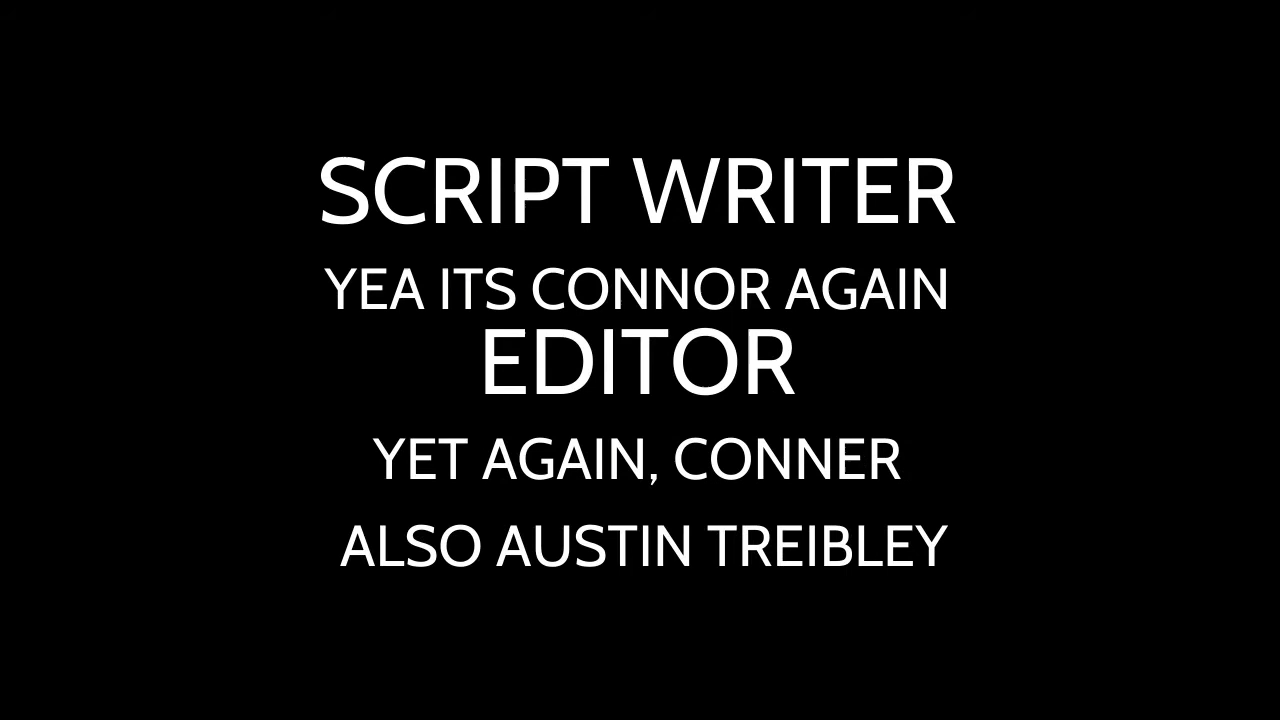 SCRIPT WRITER
YEA ITS CONNOR AGAIN
EDITOR
YET AGAIN, CONNER
ALSO AUSTIN TREIBLEY